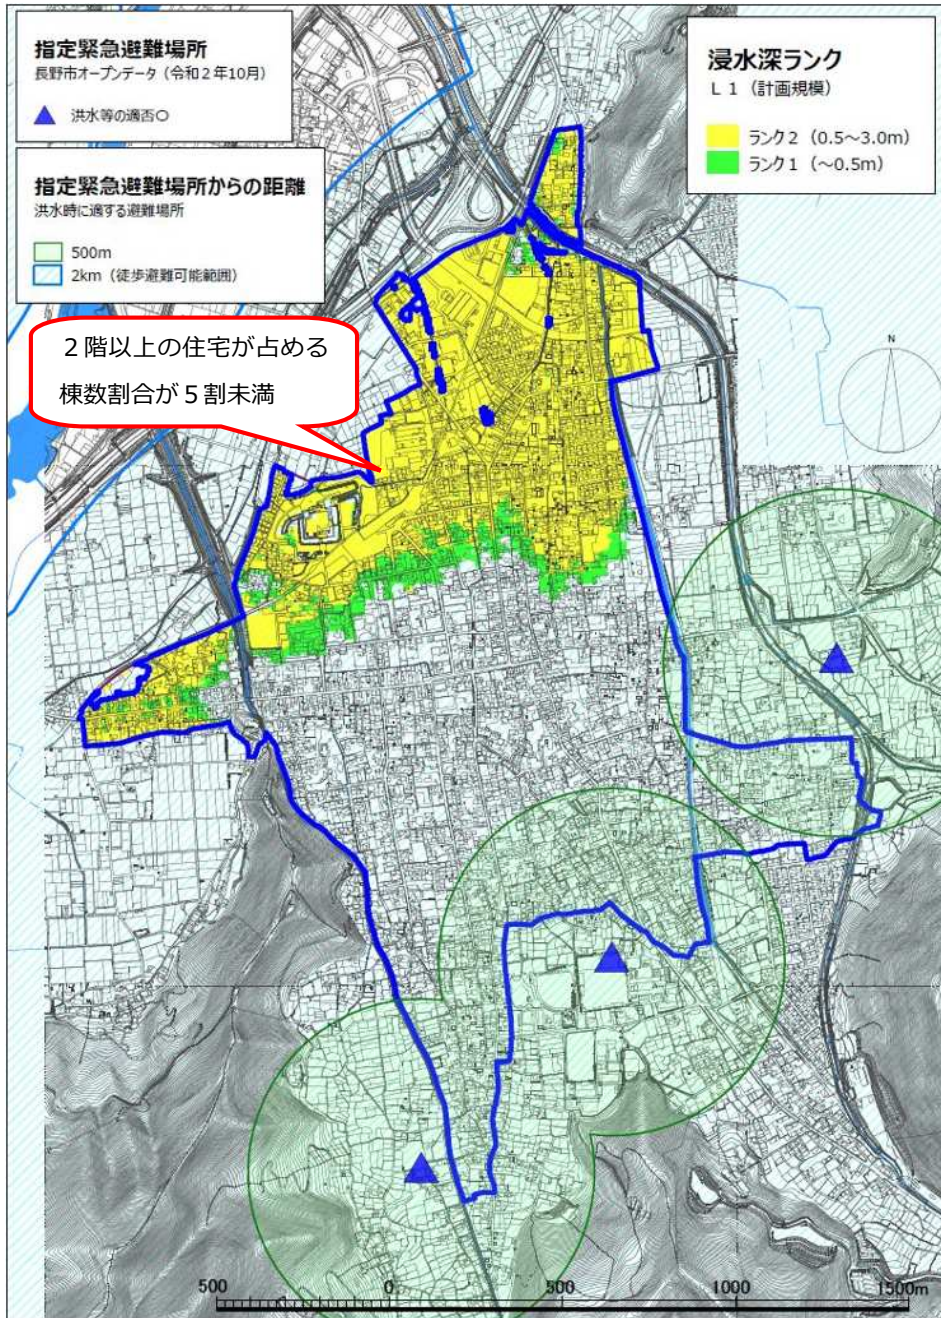 指定緊急避難場所
長野市オープンデータ（令和２年10月）
洪水等の適否〇
指定緊急避難場所からの距離
洪水時に適する避難場所
500m
2km（徒歩避難可能範囲）
浸水深ランク
Ｌ１（計画規模）
ランク２（0.5～3.0m）
ランク１（～0.5m）
２階以上の住宅が占める
棟数割合が５割未満
N
500 0 500 1000 1500m